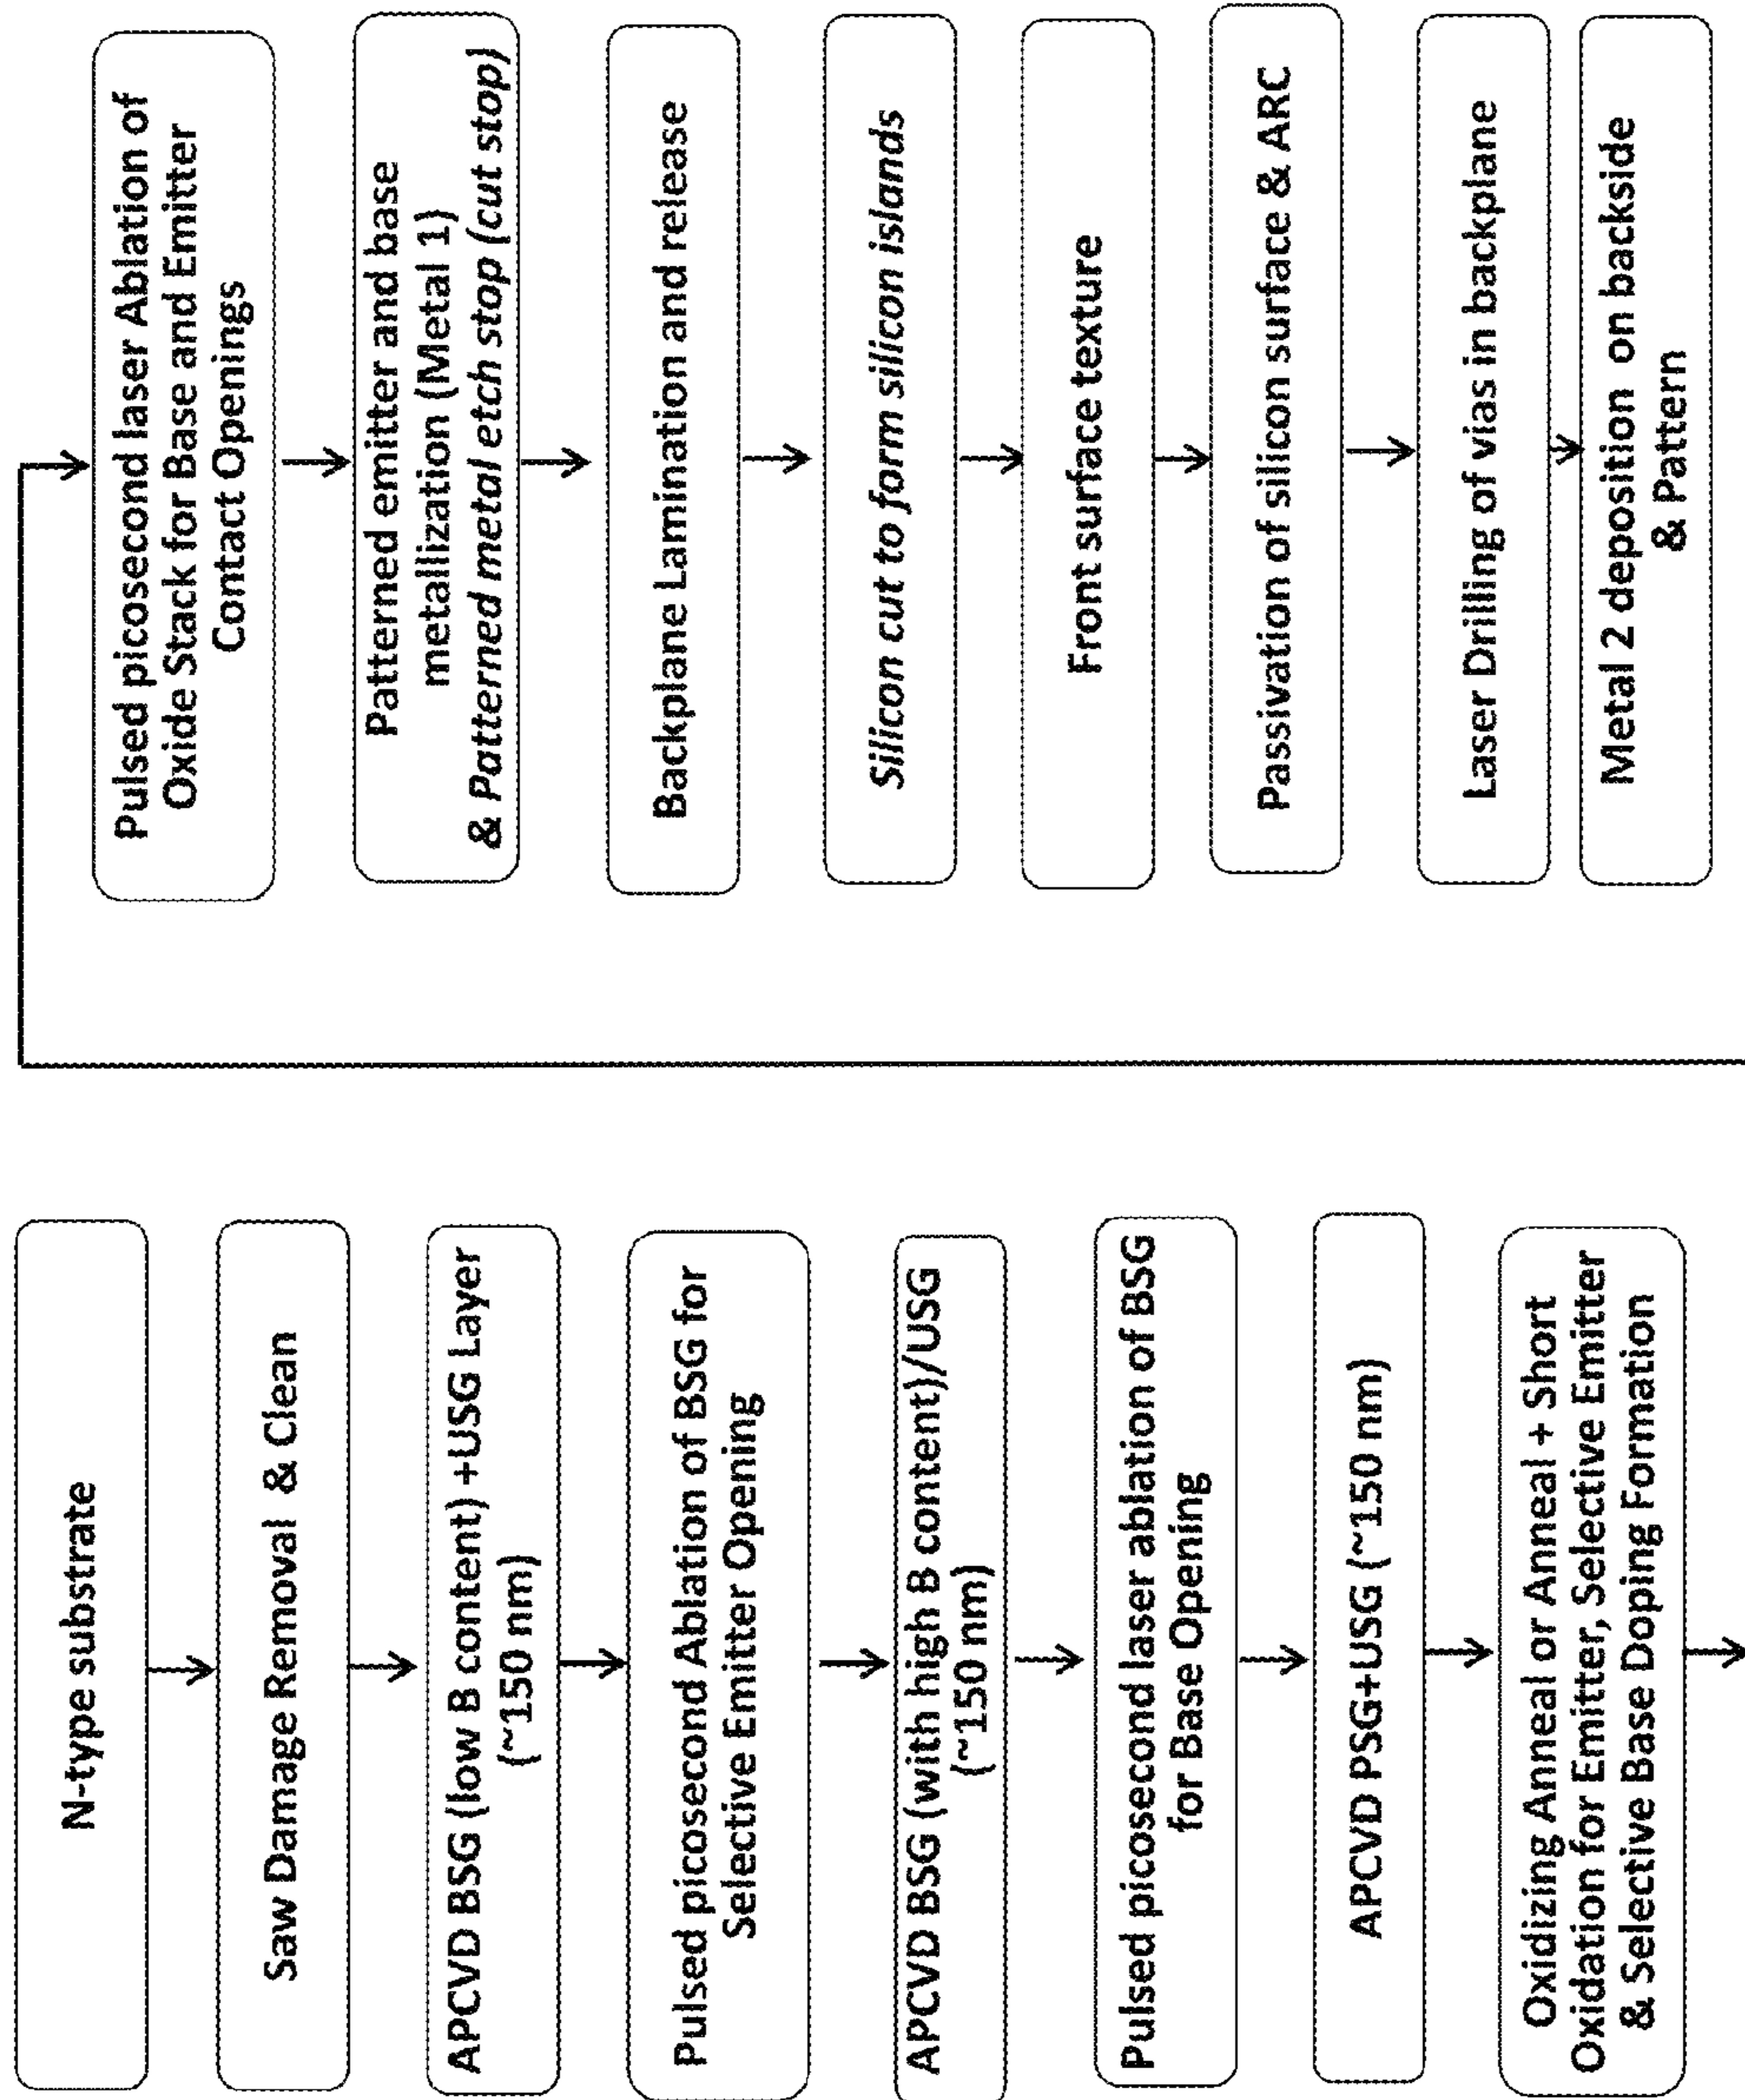 N-type substrate
Saw Damage Removal & Clean
APCVD BSG (low B content) +USG Layer
(~150 nm)
Pulsed picosecond Ablation of BSG for
Selective Emitter Opening
APCVD BSG (with high B content)/USG
(~150 nm)
Pulsed picosecond laser ablation of BSG
for Base Opening
APCVD PSG+USG (~150 nm)
Oxidizing Anneal or Anneal + Short
Oxidation for Emitter, Selective Emitter
& Selective Base Doping Formation
Pulsed picosecond laser Ablation of
Oxide Stack for Base and Emitter
Contact Openings
Patterned emitter and base
metallization (Metal 1)
& Patterned metal etch stop (cut stop)
Backplane Lamination and release
Silicon cut to form silicon islands
Front surface texture
Passivation of silicon surface & ARC
Laser Drilling of vias in backplane
Metal 2 deposition on backside
& Pattern